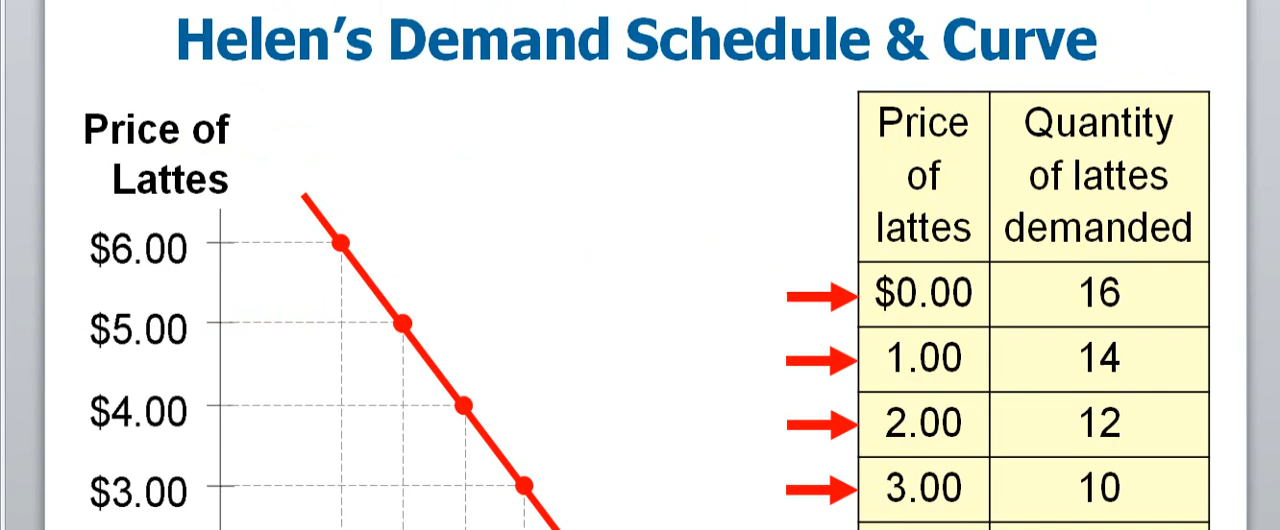 Helen’s Demand Schedule & Curve
Price of
Lattes
$6.00
$5.00
$4.00
$3.00
Price of lattes
Quantity of lattes demanded
$0.00 16
1.00 14
2.00 12
3.00 10